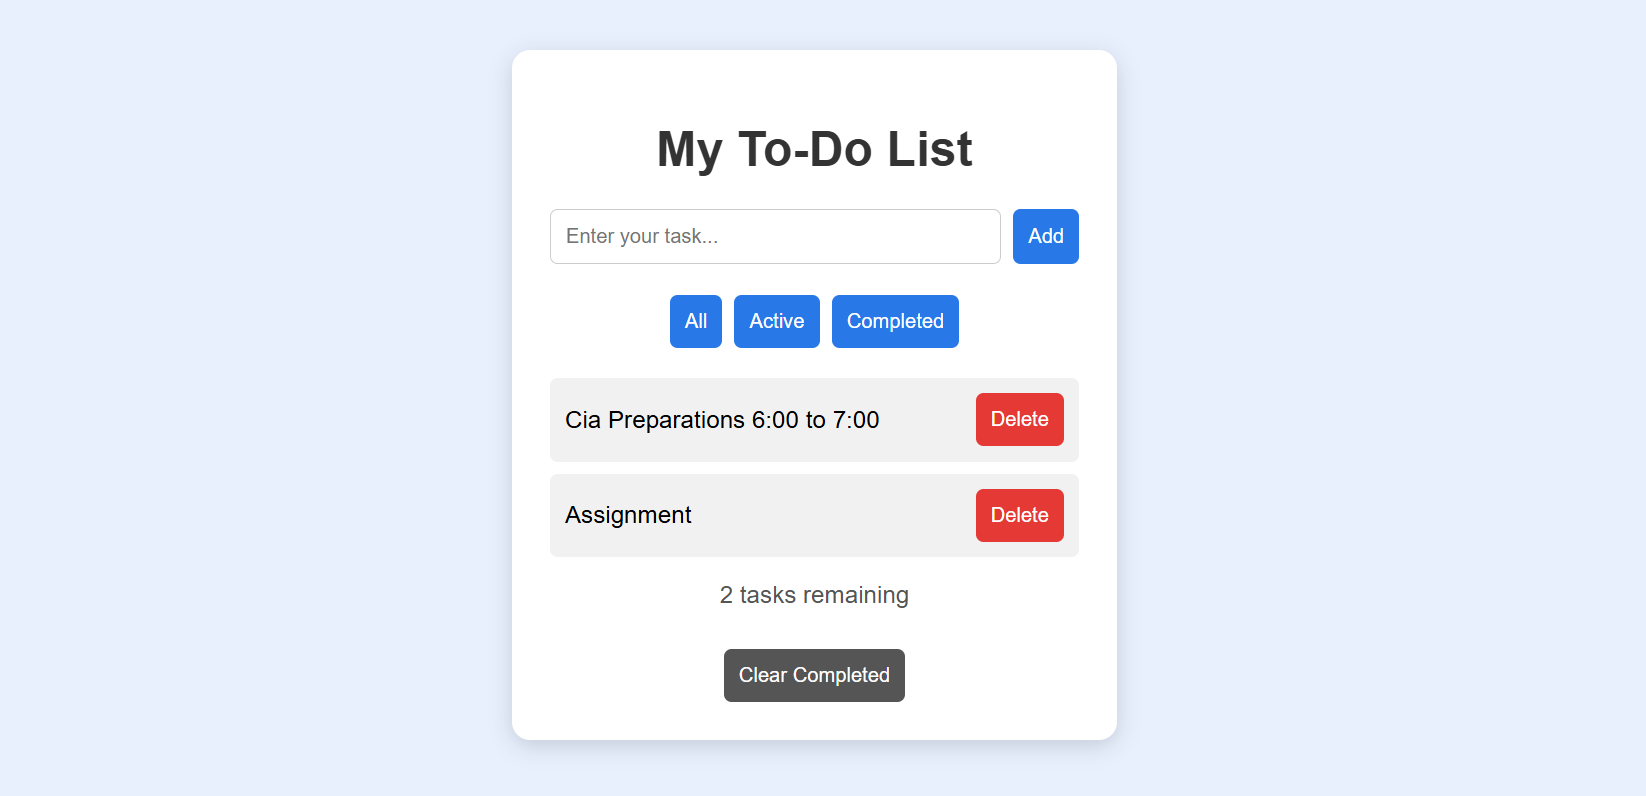 My To-Do List
Enter your task...
Add
All
Active
Completed
Cia Preparations 6:00 to 7:00
Delete
Assignment
Delete
2 tasks remaining
Clear Completed